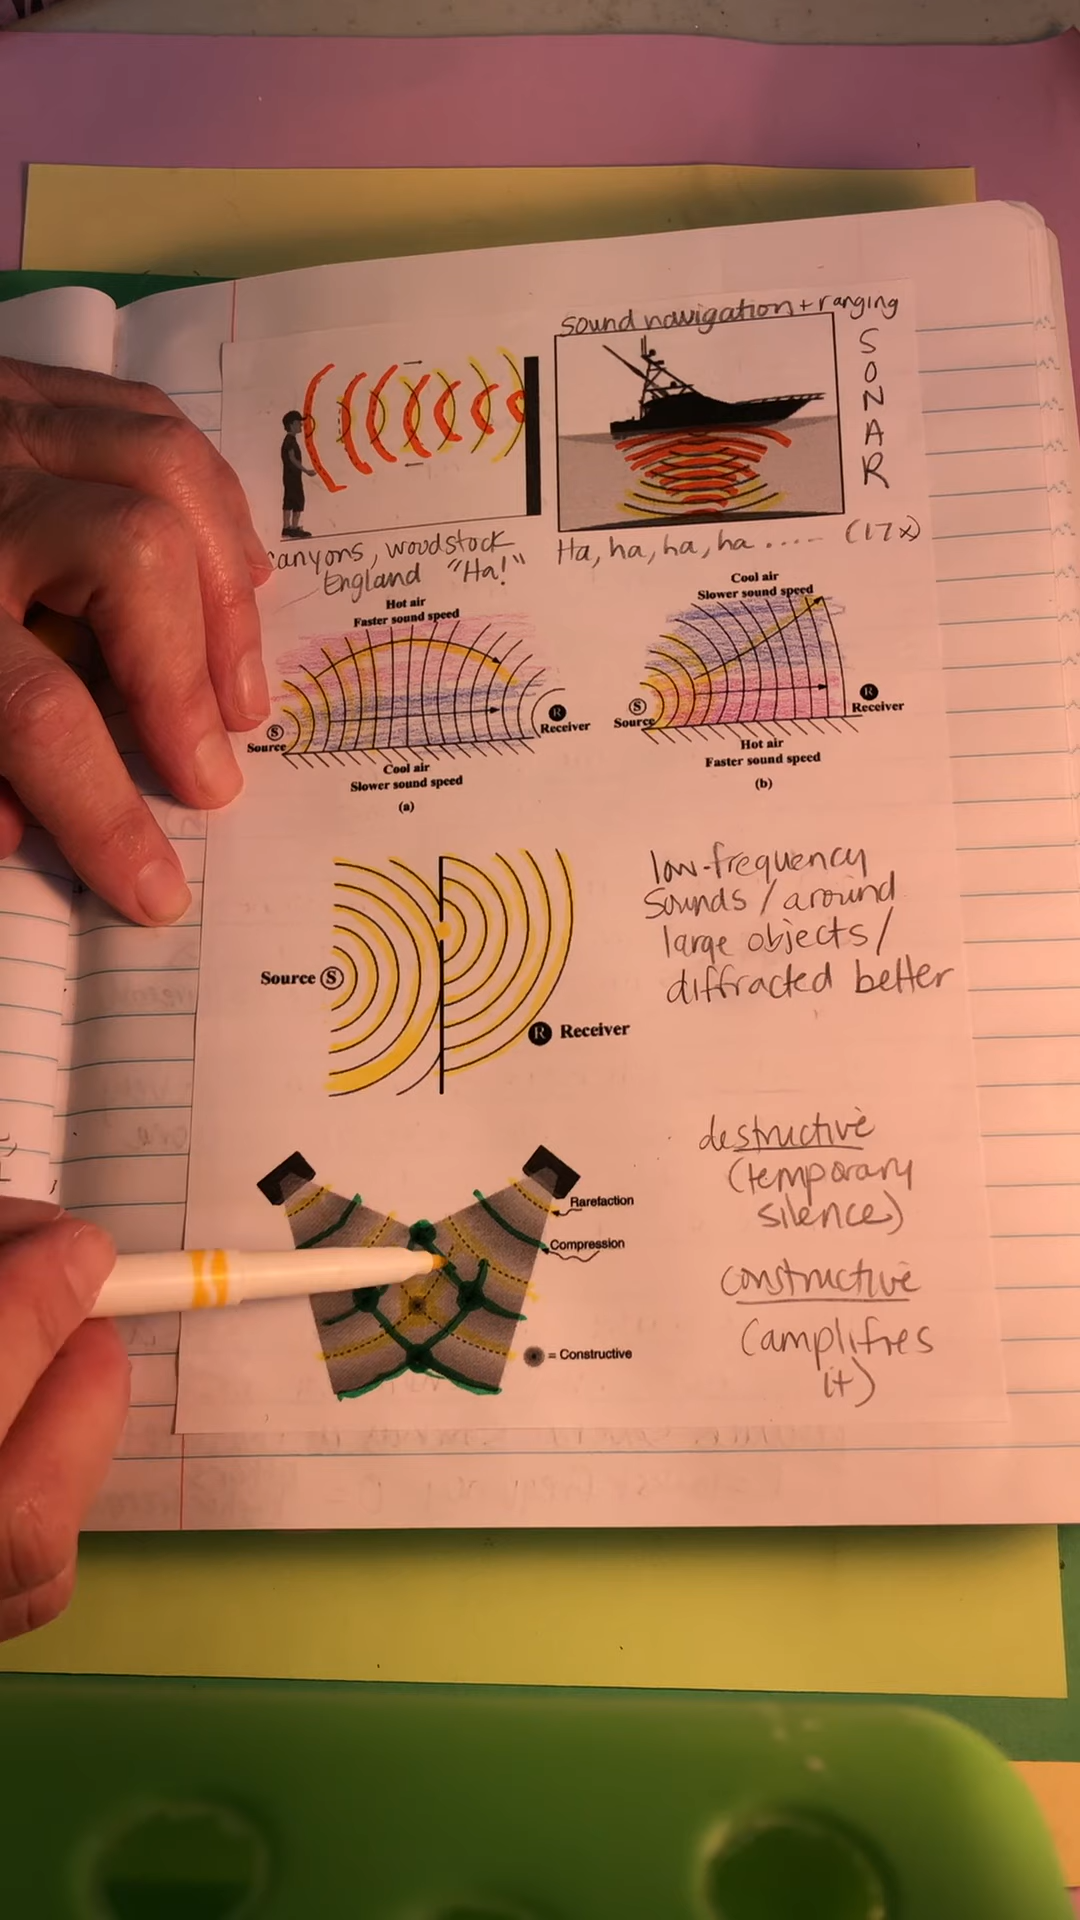 sound navigation + ranging
S
O
N
A
R
canyons, woodstock
England "Ha!"
Ha, ha, ha, ha ..... (17x)
Hot air
Faster sound speed
S
Source
R
Receiver
Cool air
Slower sound speed
(a)
Cool air
Slower sound speed
S
Source
R
Receiver
Hot air
Faster sound speed
(b)
Source S
R Receiver
low-frequency
Sounds / around
large objects /
diffracted better
Rarefaction
Compression
= Constructive
destructive
(temporary
silence)
constructive
(amplifies
it)